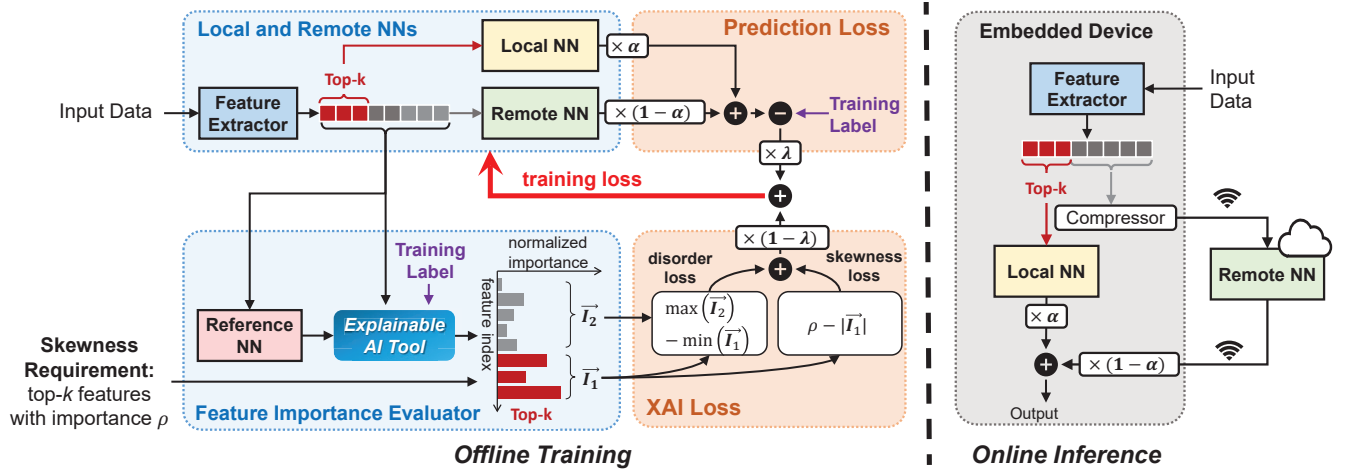 Local and Remote NNs
Prediction Loss
Local NN
× α
Top-k
Input Data
Feature
Extractor
Remote NN
× (1 − α)
+
−
Training
Label
× λ
training loss
+
× (1 − λ)
+
Training
Label
normalized
importance
feature index
disorder
loss
skewness
loss
I₂
max (I₂)
− min (I₁)
ρ − |I₁|
Reference
NN
Explainable
AI Tool
I₁
Skewness
Requirement:
top-k features
with importance ρ
Feature Importance Evaluator
Top-k
XAI Loss
Offline Training
Embedded Device
Feature
Extractor
Input
Data
Top-k
Compressor
Local NN
Remote NN
× α
+
× (1 − α)
Output
Online Inference